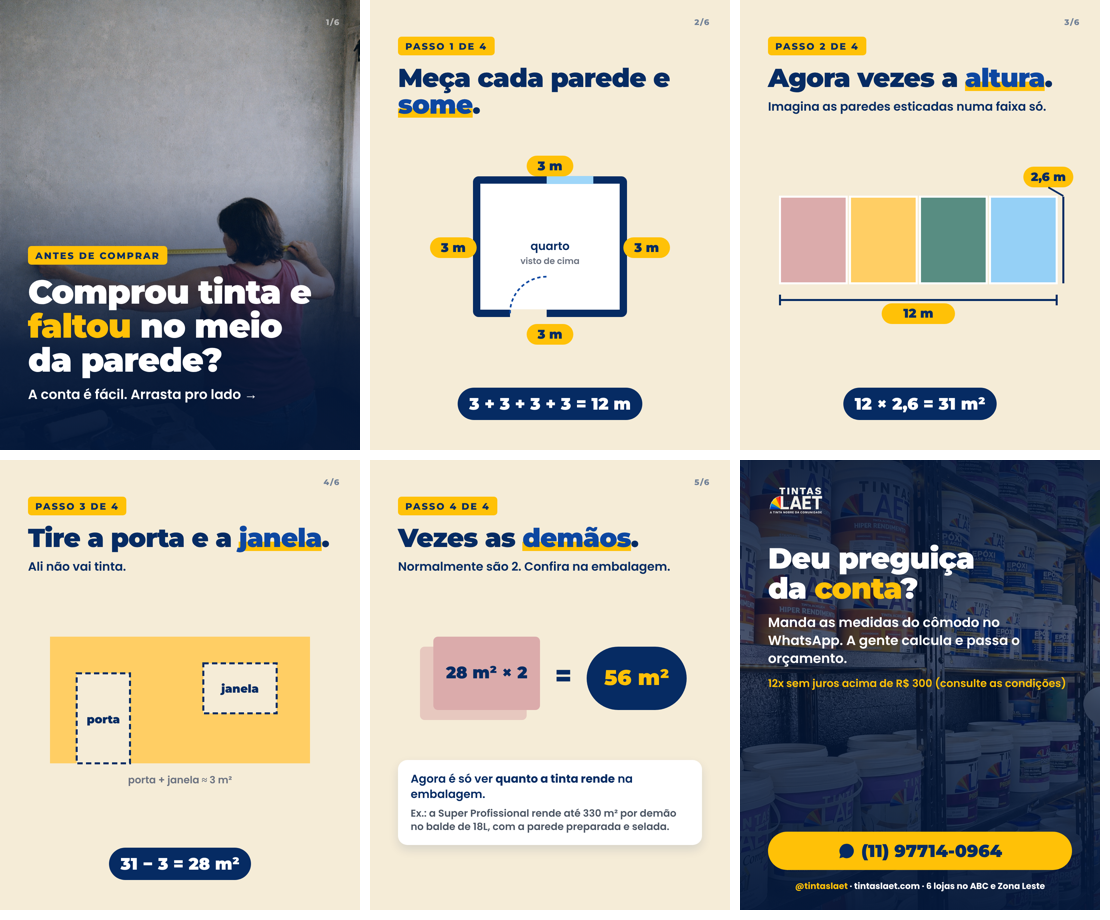 1/6
ANTES DE COMPRAR
Comprou tinta e
faltou no meio
da parede?
A conta é fácil. Arrasta pro lado →
2/6
PASSO 1 DE 4
Meça cada parede e
some.
3 m
3 m
quarto
visto de cima
3 m
3 m
3 + 3 + 3 + 3 = 12 m
3/6
PASSO 2 DE 4
Agora vezes a altura.
Imagina as paredes esticadas numa faixa só.
2,6 m
12 m
12 × 2,6 = 31 m²
4/6
PASSO 3 DE 4
Tire a porta e a janela.
Ali não vai tinta.
janela
porta
porta + janela ≈ 3 m²
31 − 3 = 28 m²
5/6
PASSO 4 DE 4
Vezes as demãos.
Normalmente são 2. Confira na embalagem.
28 m² × 2
=
56 m²
Agora é só ver quanto a tinta rende na
embalagem.
Ex.: a Super Profissional rende até 330 m² por demão
no balde de 18L, com a parede preparada e selada.
TINTAS
LAET
Deu preguiça
da conta?
Manda as medidas do cômodo no
WhatsApp. A gente calcula e passa o
orçamento.
12x sem juros acima de R$ 300 (consulte as condições)
(11) 97714-0964
@tintaslaet · tintaslaet.com · 6 lojas no ABC e Zona Leste